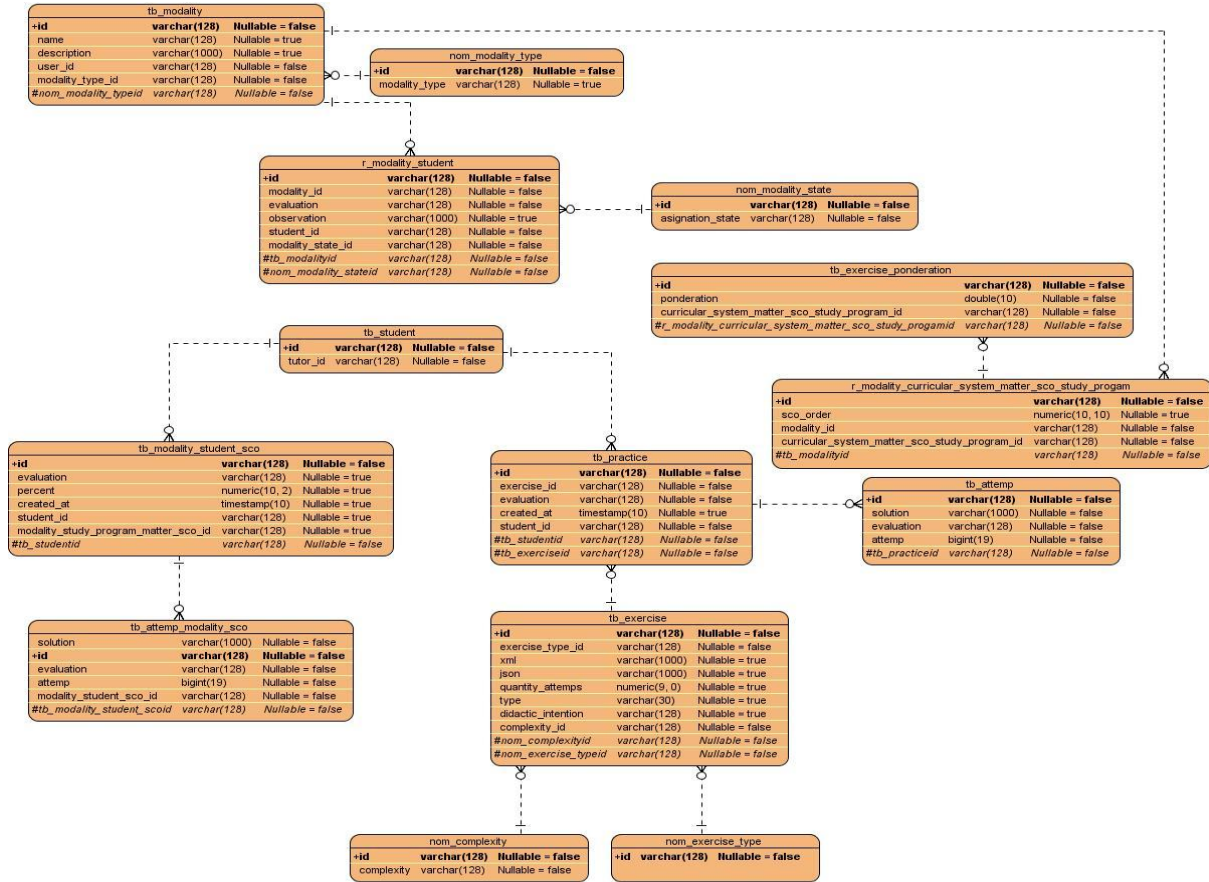 tb_modality
+id varchar(128) Nullable = false
name varchar(128) Nullable = true
description varchar(1000) Nullable = true
user_id varchar(128) Nullable = false
modality_type_id varchar(128) Nullable = false
#nom_modality_typeid varchar(128) Nullable = false
nom_modality_type
+id varchar(128) Nullable = false
modality_type varchar(128) Nullable = true
r_modality_student
+id varchar(128) Nullable = false
modality_id varchar(128) Nullable = false
evaluation varchar(128) Nullable = false
observation varchar(1000) Nullable = true
student_id varchar(128) Nullable = false
modality_state_id varchar(128) Nullable = false
#tb_modalityid varchar(128) Nullable = false
#nom_modality_stateid varchar(128) Nullable = false
nom_modality_state
+id varchar(128) Nullable = false
asignation_state varchar(128) Nullable = false
tb_exercise_ponderation
+id varchar(128) Nullable = false
ponderation double(10) Nullable = false
curricular_system_matter_sco_study_program_id varchar(128) Nullable = false
#r_modality_curricular_system_matter_sco_study_progamid varchar(128) Nullable = false
tb_student
+id varchar(128) Nullable = false
tutor_id varchar(128) Nullable = false
r_modality_curricular_system_matter_sco_study_progam
+id varchar(128) Nullable = false
sco_order numeric(10, 10) Nullable = true
modality_id varchar(128) Nullable = false
curricular_system_matter_sco_study_program_id varchar(128) Nullable = false
#tb_modalityid varchar(128) Nullable = false
tb_modality_student_sco
+id varchar(128) Nullable = false
evaluation varchar(128) Nullable = true
percent numeric(10, 2) Nullable = true
created_at timestamp(10) Nullable = true
student_id varchar(128) Nullable = true
modality_study_program_matter_sco_id varchar(128) Nullable = true
#tb_studentid varchar(128) Nullable = false
tb_practice
+id varchar(128) Nullable = false
exercise_id varchar(128) Nullable = false
evaluation varchar(128) Nullable = false
created_at timestamp(10) Nullable = true
student_id varchar(128) Nullable = false
#tb_studentid varchar(128) Nullable = false
#tb_exerciseid varchar(128) Nullable = false
tb_attemp
+id varchar(128) Nullable = false
solution varchar(1000) Nullable = false
evaluation varchar(128) Nullable = false
attemp bigint(19) Nullable = false
#tb_practiceid varchar(128) Nullable = false
tb_attemp_modality_sco
solution varchar(1000) Nullable = false
+id varchar(128) Nullable = false
evaluation varchar(128) Nullable = false
attemp bigint(19) Nullable = false
modality_student_sco_id varchar(128) Nullable = false
#tb_modality_student_scoid varchar(128) Nullable = false
tb_exercise
+id varchar(128) Nullable = false
exercise_type_id varchar(128) Nullable = false
xml varchar(1000) Nullable = true
json varchar(1000) Nullable = true
quantity_attemps numeric(9, 0) Nullable = true
type varchar(30) Nullable = true
didactic_intention varchar(128) Nullable = true
complexity_id varchar(128) Nullable = false
#nom_complexityid varchar(128) Nullable = false
#nom_exercise_typeid varchar(128) Nullable = false
nom_complexity
+id varchar(128) Nullable = false
complexity varchar(128) Nullable = false
nom_exercise_type
+id varchar(128) Nullable = false